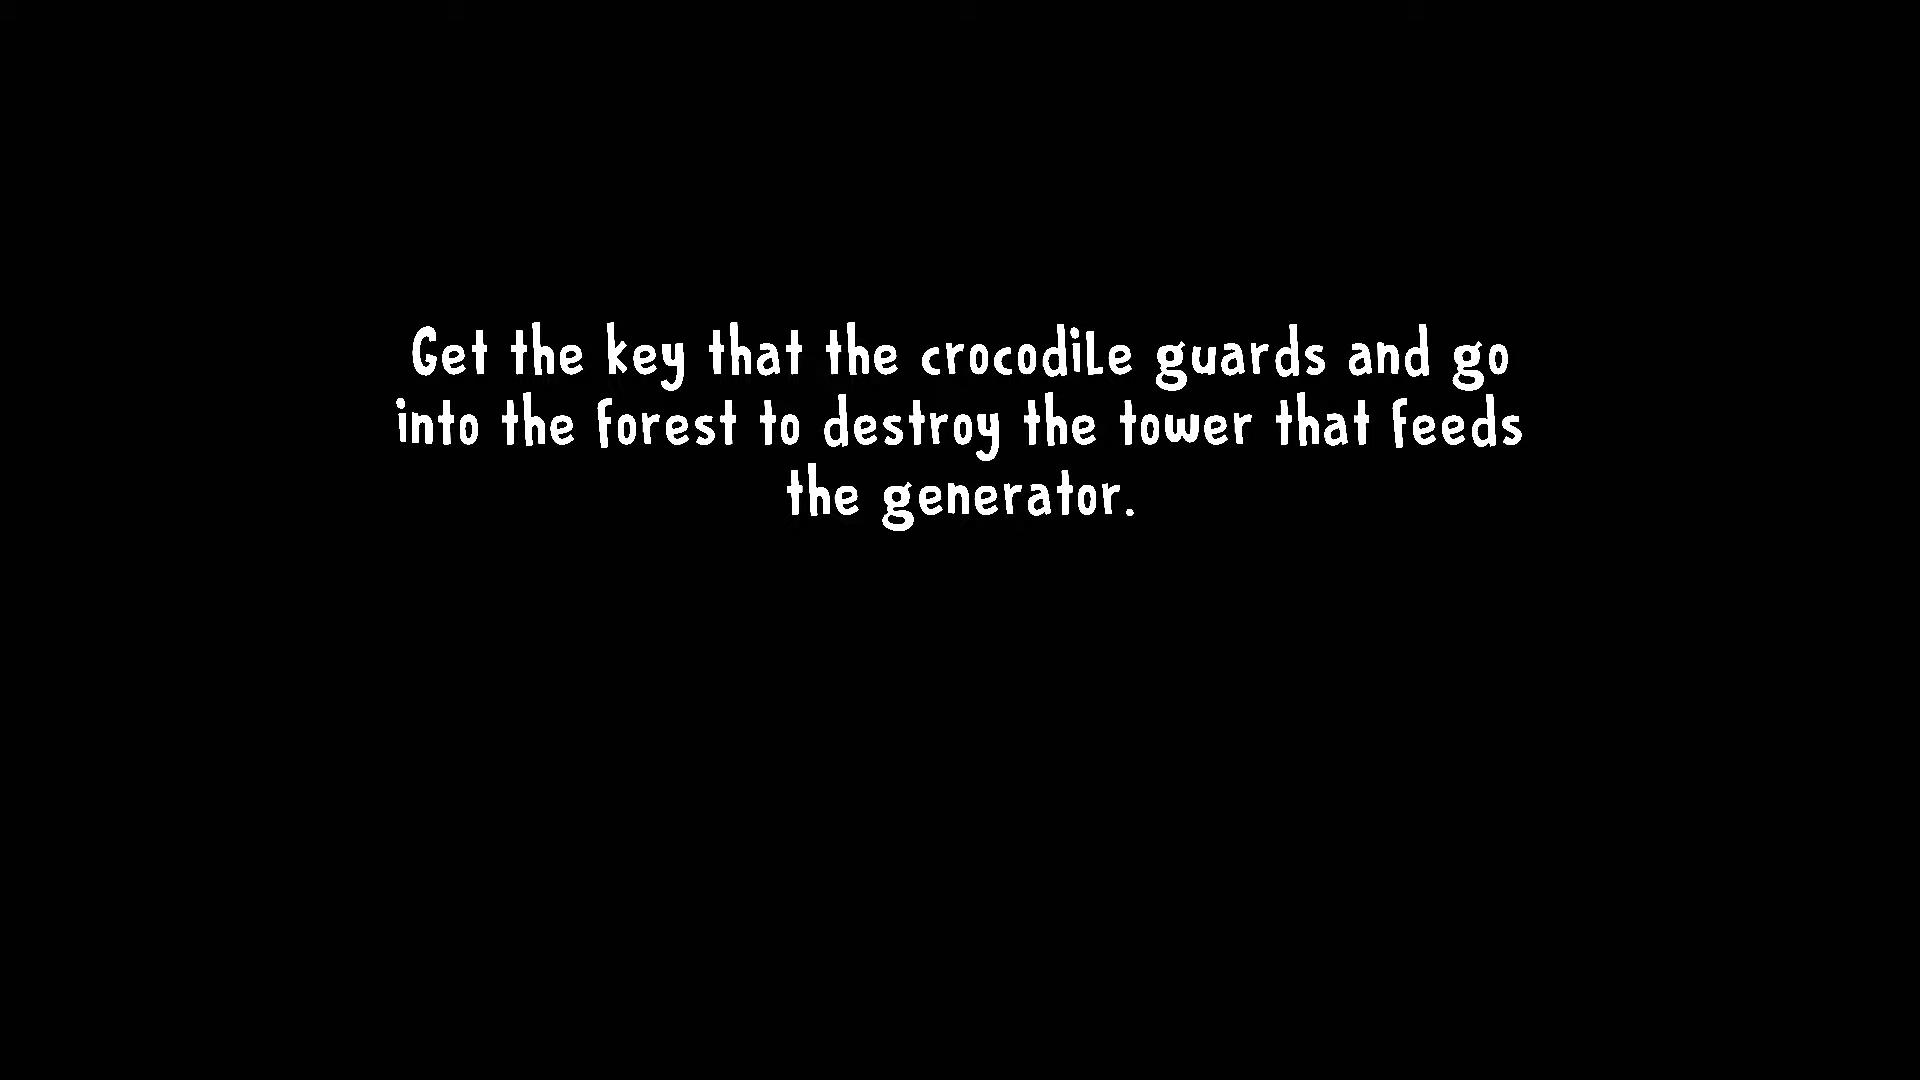 Get the key that the crocodile guards and go
into the forest to destroy the tower that feeds
the generator.